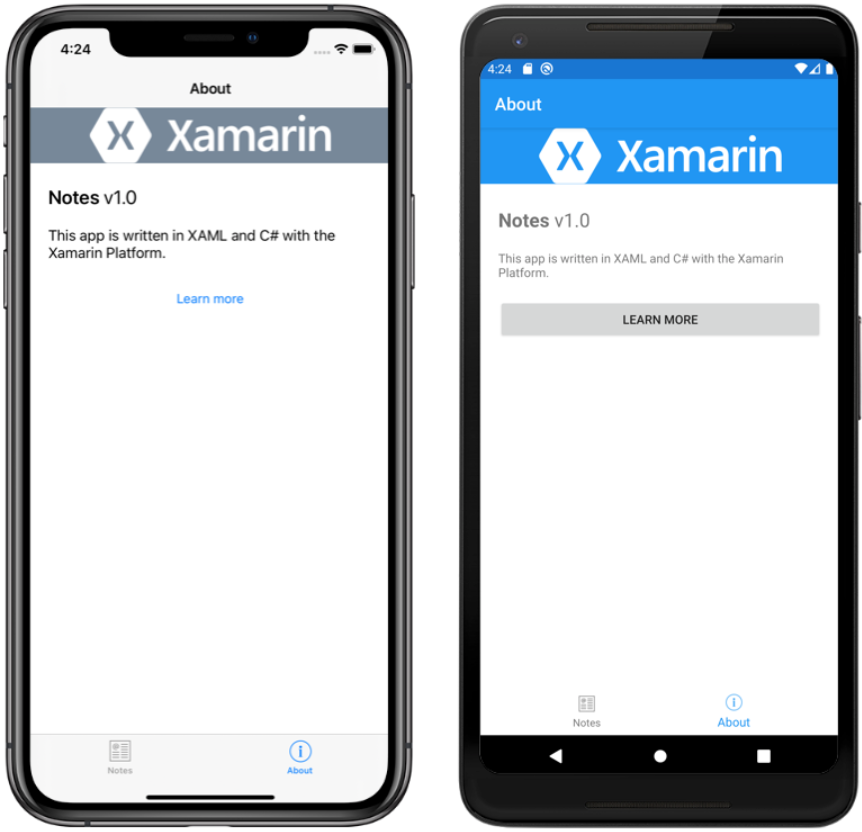 4:24
About
X Xamarin
Notes v1.0
This app is written in XAML and C# with the
Xamarin Platform.
Learn more
Notes
About
4:24
About
X Xamarin
Notes v1.0
This app is written in XAML and C# with the Xamarin
Platform.
LEARN MORE
Notes
About